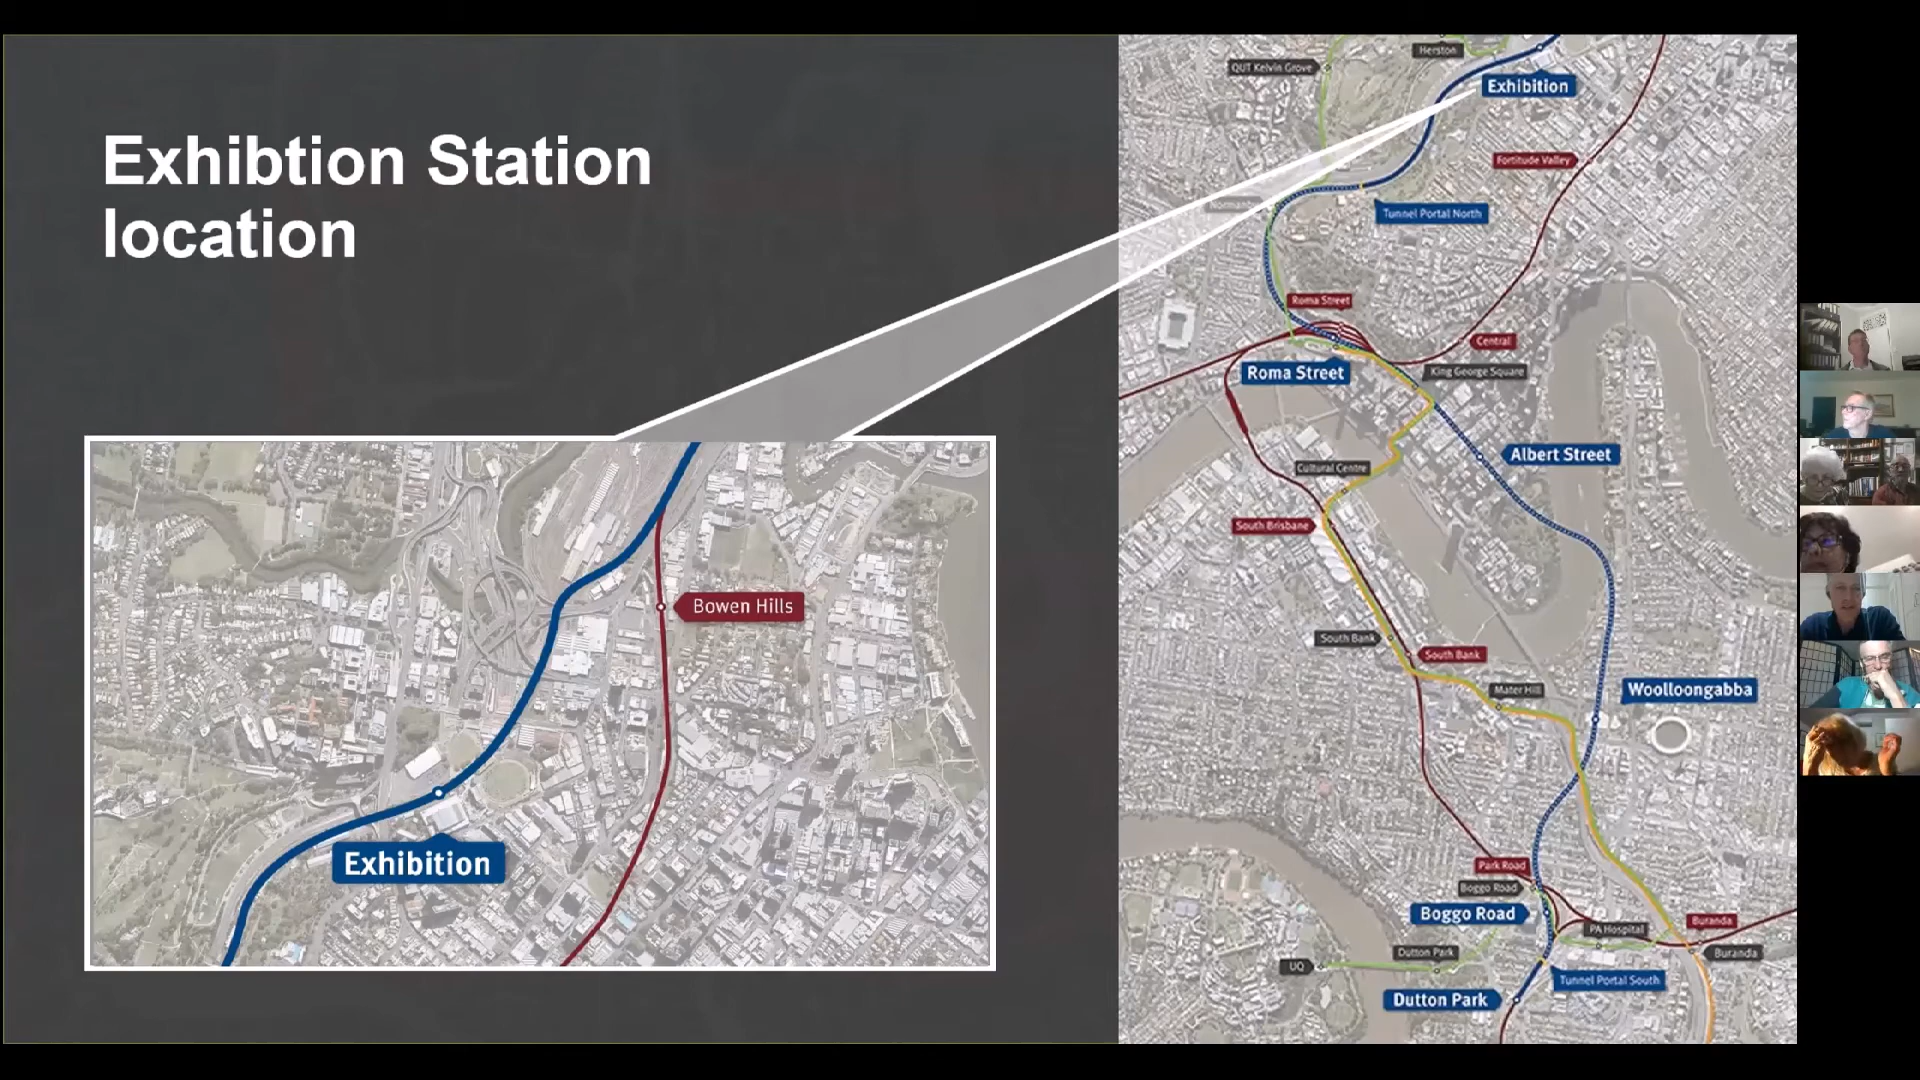 Exhibtion Station
location
Bowen Hills
Exhibition
Herston
QUT Kelvin Grove
Exhibition
Fortitude Valley
Normanby
Tunnel Portal North
Roma Street
Central
Roma Street
King George Square
Albert Street
Cultural Centre
South Brisbane
South Bank
South Bank
Mater Hill
Woolloongabba
Park Road
Boggo Road
Boggo Road
Buranda
PA Hospital
Dutton Park
Buranda
UQ
Tunnel Portal South
Dutton Park